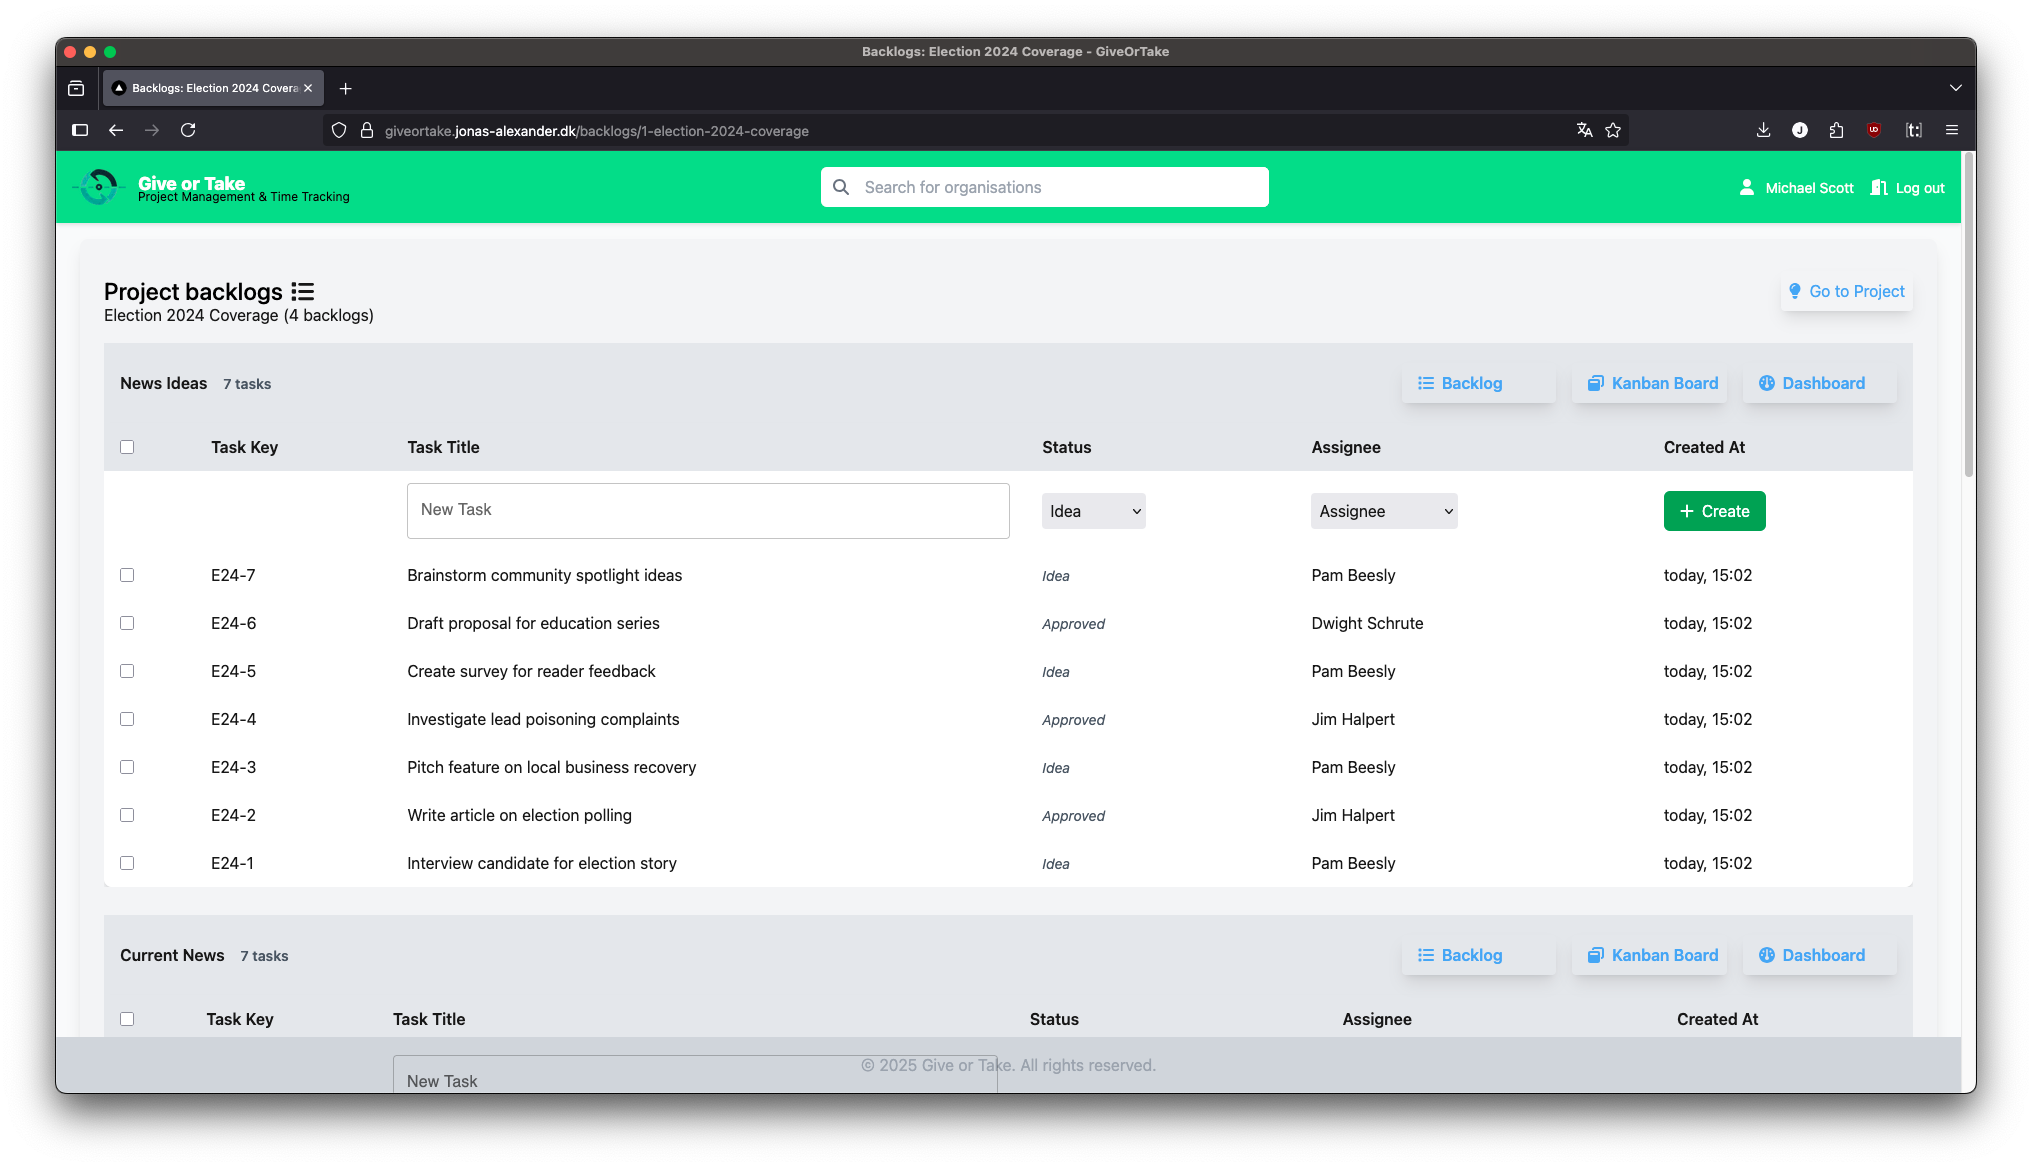 Backlogs: Election 2024 Coverage - GiveOrTake
Backlogs: Election 2024 Covera
giveortake.jonas-alexander.dk/backlogs/1-election-2024-coverage
J
UD
[t:]
Give or Take
Project Management & Time Tracking
Search for organisations
Michael Scott
Log out
Project backlogs
Election 2024 Coverage (4 backlogs)
Go to Project
News Ideas 7 tasks
Backlog
Kanban Board
Dashboard
Task Key Task Title Status Assignee Created At
New Task Idea Assignee + Create
E24-7 Brainstorm community spotlight ideas Idea Pam Beesly today, 15:02
E24-6 Draft proposal for education series Approved Dwight Schrute today, 15:02
E24-5 Create survey for reader feedback Idea Pam Beesly today, 15:02
E24-4 Investigate lead poisoning complaints Approved Jim Halpert today, 15:02
E24-3 Pitch feature on local business recovery Idea Pam Beesly today, 15:02
E24-2 Write article on election polling Approved Jim Halpert today, 15:02
E24-1 Interview candidate for election story Idea Pam Beesly today, 15:02
Current News 7 tasks
Backlog
Kanban Board
Dashboard
Task Key Task Title Status Assignee Created At
© 2025 Give or Take. All rights reserved.
New Task